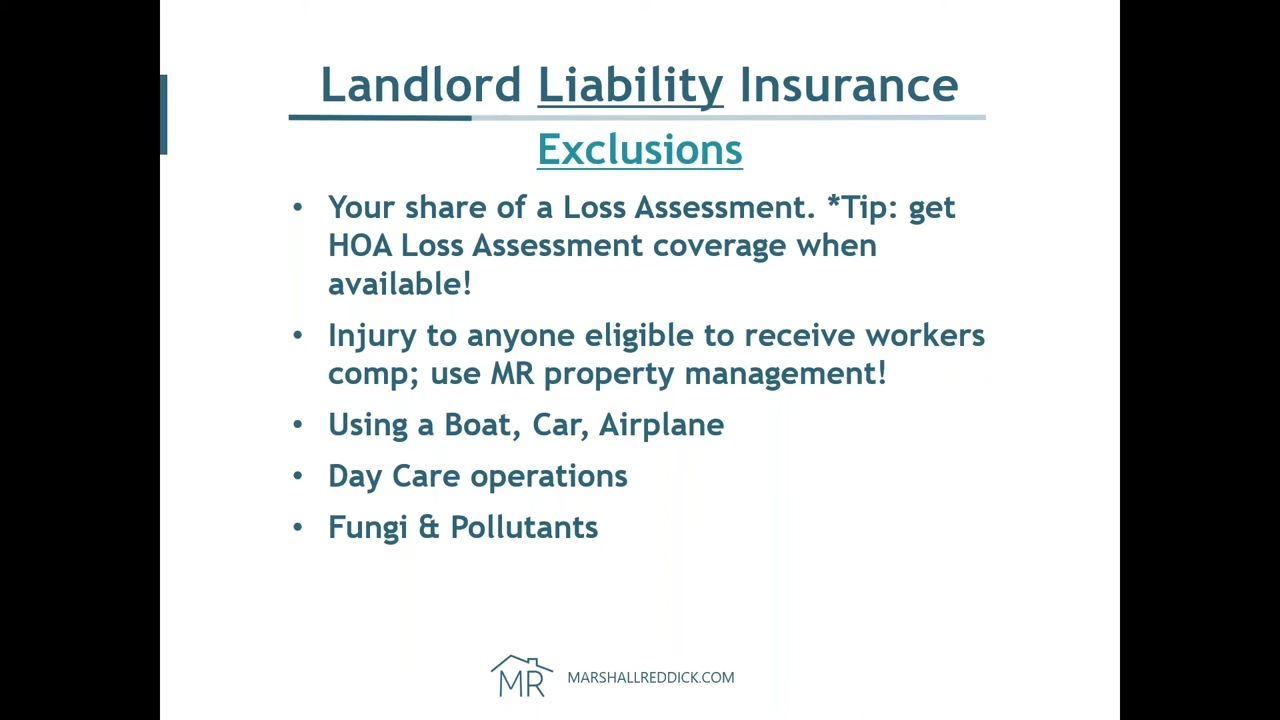 Landlord Liability Insurance
Exclusions
• Your share of a Loss Assessment. *Tip: get
HOA Loss Assessment coverage when
available!
• Injury to anyone eligible to receive workers
comp; use MR property management!
• Using a Boat, Car, Airplane
• Day Care operations
• Fungi & Pollutants
MR MARSHALLREDDICK.COM